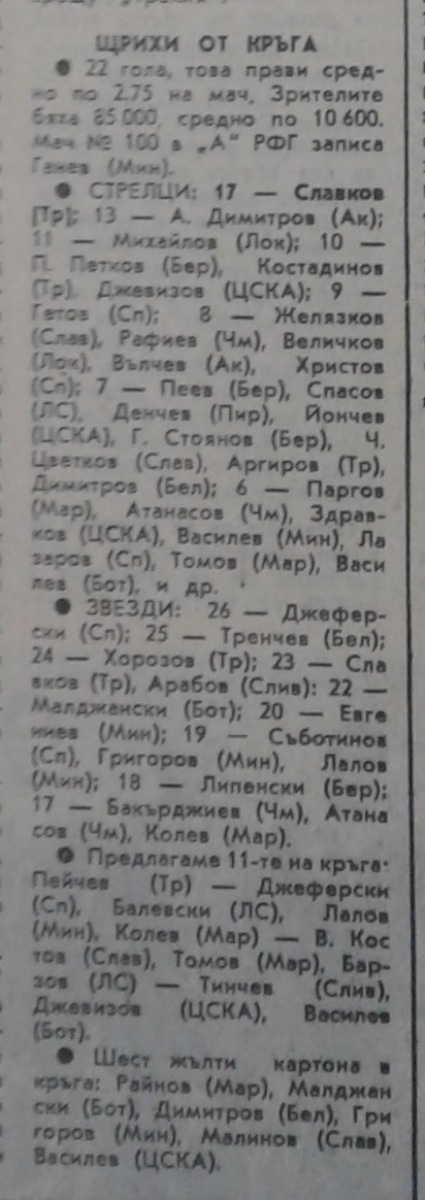 ЩРИХИ ОТ КРЪГА
● 22 гола, това прави сред-
но по 2.75 на мач, Зрителите
бяха 85 000, средно по 10 600.
Мач № 100 в „А" РФГ записа
Ганев (Мин).
● СТРЕЛЦИ: 17 — Славков
(Тр); 13 — А. Димитров (Ак);
11 — Михайлов (Лок); 10 —
П. Петков (Бер), Костадинов
(Тр), Джевизов (ЦСКА); 9 —
Гетов (Сп); 8 — Желязков
(Слав), Рафиев (Чм), Величков
(Лок), Вълчев (Ак), Христов
(Сп); 7 — Пеев (Бер), Спасов
(ЛС), Денчев (Пир), Йончев
(ЦСКА), Г. Стоянов (Бер), Ч.
Цветков (Слав), Аргиров (Тр),
Димитров (Бел); 6 — Паргов
(Мар), Атанасов (Чм), Здрав-
ков (ЦСКА), Василев (Мин), Ла
заров (Сп), Томов (Мар), Васи
лев (Бот), и др.
● ЗВЕЗДИ: 26 — Джефер-
ски (Сп); 25 — Тренчев (Бел);
24 — Хорозов (Тр); 23 — Сла
вков (Тр), Арабов (Слив): 22 —
Малджански (Бот); 20 — Евге
ниев (Мин); 19 — Съботинов
(Сп), Григоров (Мин), Лалов
(Мин); 18 — Липенски (Бер);
17 — Бакърджиев (Чм), Атана
сов (Чм), Колев (Мар).
● Предлагаме 11-те на кръга:
Пейчев (Тр) — Джеферски
(Сп), Балевски (ЛС), Лалов
(Мин), Колев (Мар) — В. Кос
тов (Слав), Томов (Мар), Бар-
зов (ЛС) — Тинчев (Слив),
Джевизов (ЦСКА), Василев
(Бот).
● Шест жълти картона в
кръга: Райнов (Мар), Малджан
ски (Бот), Димитров (Бел), Гри
горов (Мин), Малинов (Слав),
Василев (ЦСКА).